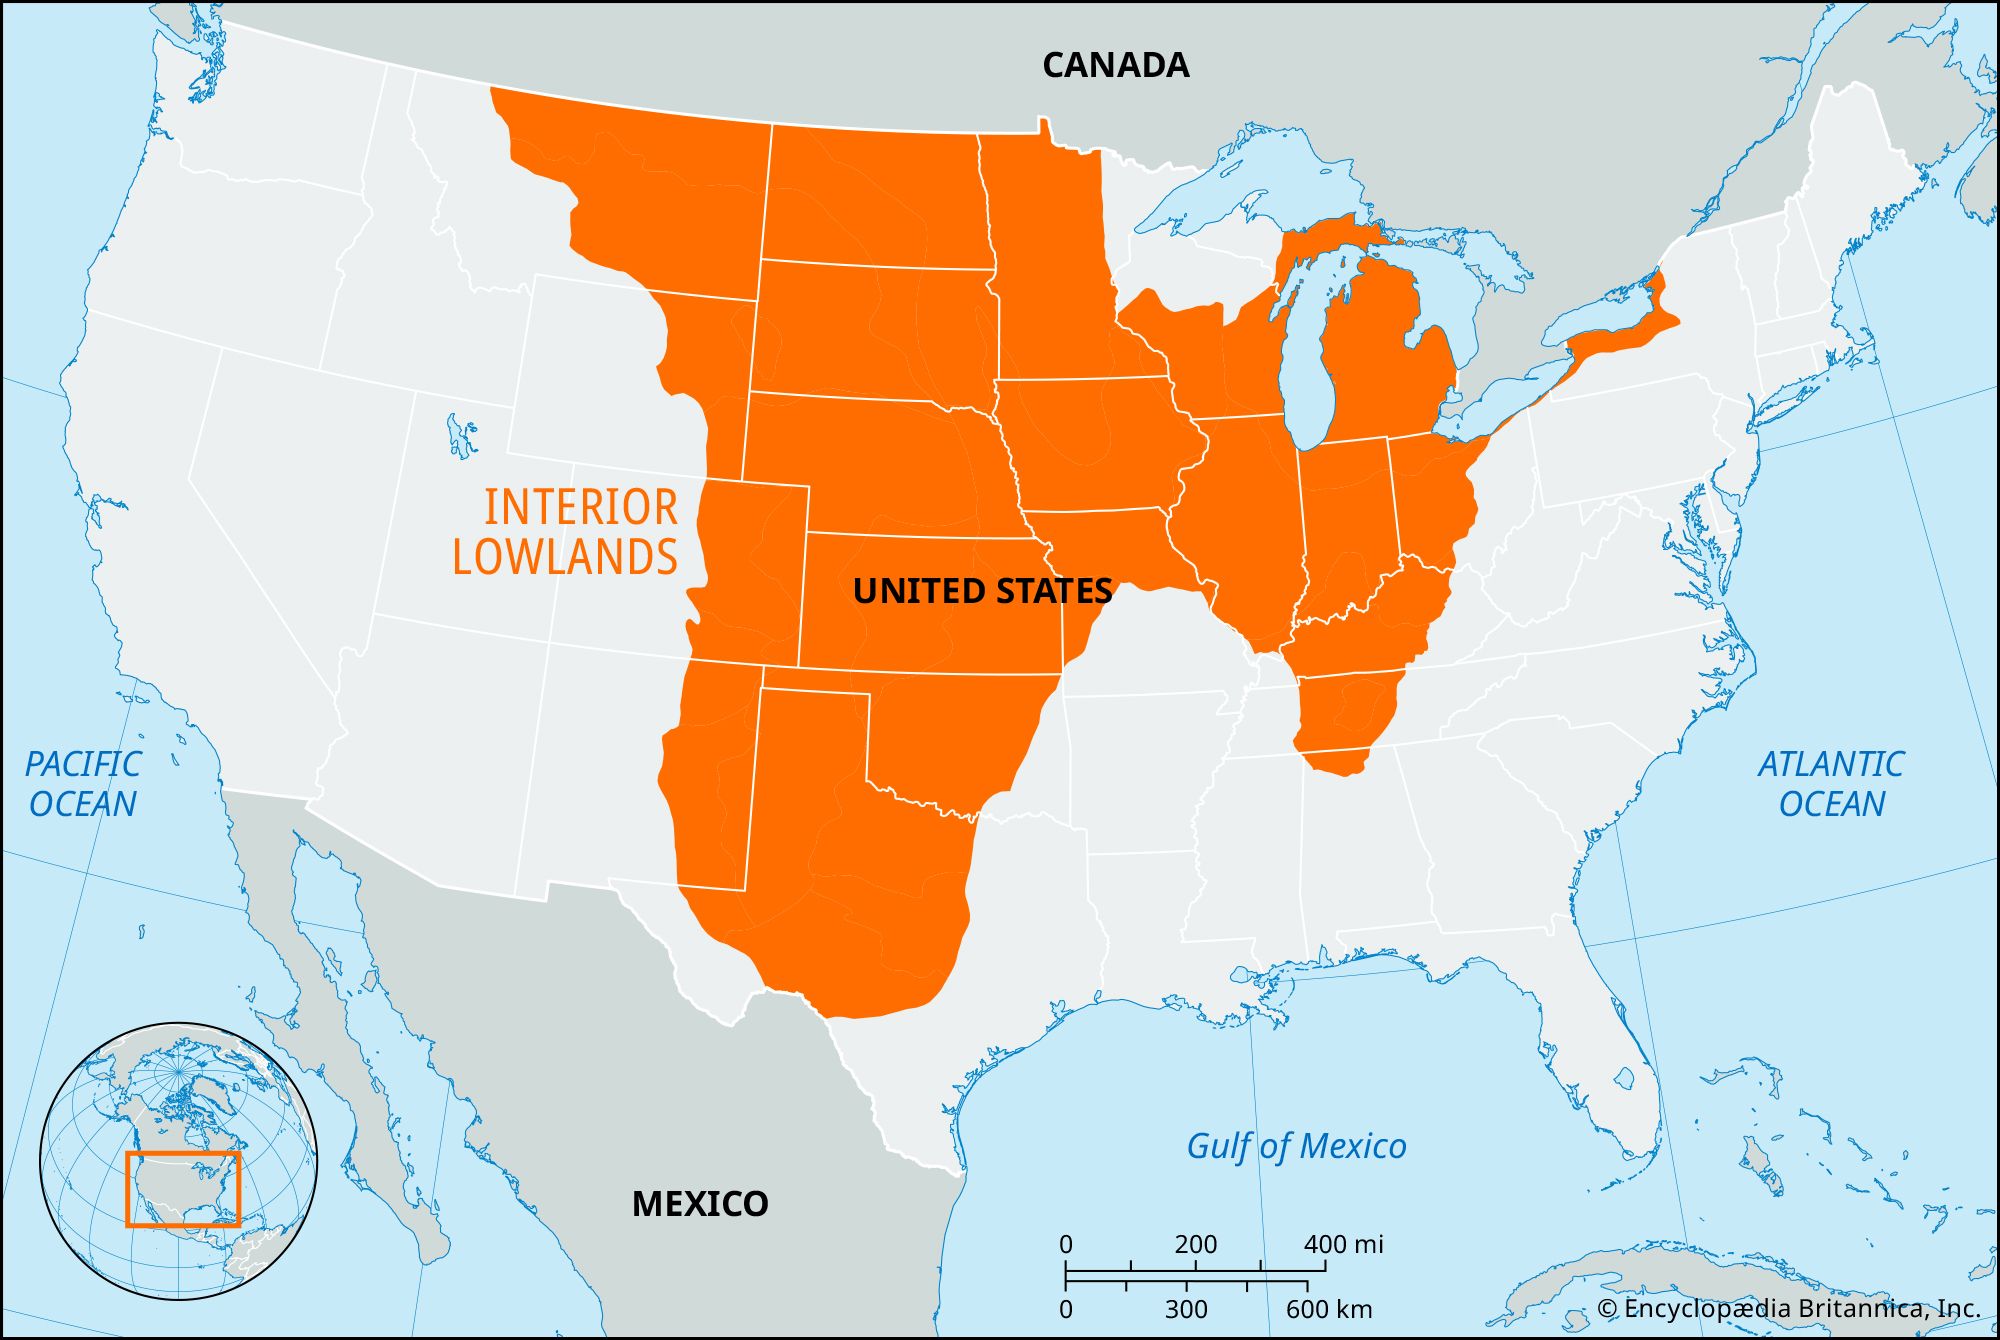 CANADA
INTERIOR
LOWLANDS
UNITED STATES
PACIFIC
OCEAN
ATLANTIC
OCEAN
Gulf of Mexico
MEXICO
0 200 400 mi
0 300 600 km
© Encyclopædia Britannica, Inc.